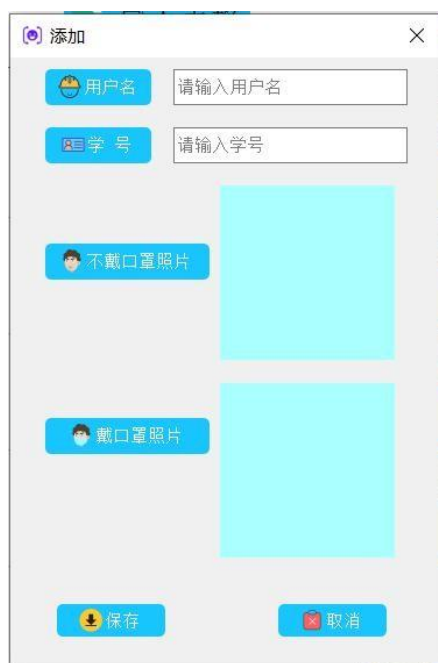 添加
用户名 请输入用户名
学 号 请输入学号
不戴口罩照片
戴口罩照片
保存 取消